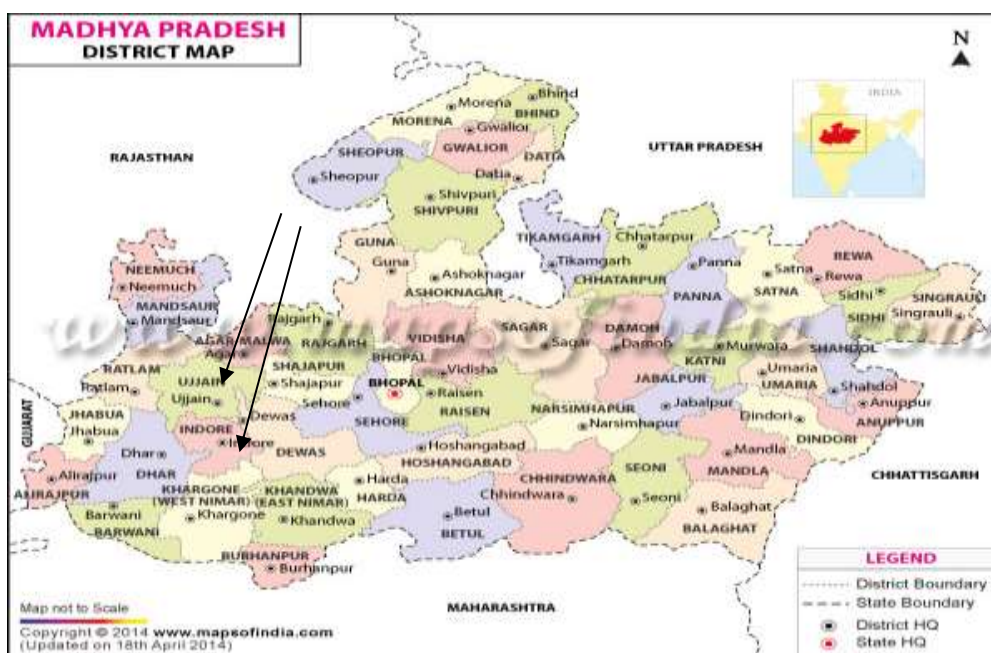 MADHYA PRADESH
DISTRICT MAP
N
INDIA
RAJASTHAN
UTTAR PRADESH
Morena
MORENA
Bhind
BHIND
Gwalior
GWALIOR
SHEOPUR
Sheopur
DATIA
Datia
Shivpuri
SHIVPURI
GUNA
Guna
Ashoknagar
ASHOKNAGAR
TIKAMGARH
Tikamgarh
Chhatarpur
CHHATARPUR
Panna
PANNA
Satna
SATNA
REWA
Rewa
Sidhi
SIDHI
SINGRAULI
Singrauli
NEEMUCH
Neemuch
MANDSAUR
Mandsaur
www.mapsofindia.com
Rajgarh
RAJGARH
AGAR MALWA
Agar
SHAJAPUR
Shajapur
BHOPAL
BHOPAL
VIDISHA
Vidisha
SAGAR
Sagar
DAMOH
Damoh
KATNI
Murwara
SHAHDOL
Shahdol
UMARIA
Umaria
Anuppur
ANUPPUR
RATLAM
Ratlam
UJJAIN
Ujjain
Dewas
DEWAS
Sehore
SEHORE
Raisen
RAISEN
JABALPUR
Jabalpur
NARSIMHAPUR
Narsimhapur
Dindori
DINDORI
Mandla
MANDLA
GUJARAT
JHABUA
Jhabua
INDORE
Indore
Dhar
DHAR
Alirajpur
ALIRAJPUR
Hoshangabad
HOSHANGABAD
CHHINDWARA
Chhindwara
SEONI
Seoni
CHHATTISGARH
KHARGONE
(WEST NIMAR)
Khargone
KHANDWA
(EAST NIMAR)
Khandwa
Harda
HARDA
Barwani
BARWANI
Betul
BETUL
Balaghat
BALAGHAT
BURHANPUR
Burhanpur
MAHARASHTRA
LEGEND
District Boundary
State Boundary
District HQ
State HQ
Map not to Scale
Copyright © 2014 www.mapsofindia.com
(Updated on 18th April 2014)